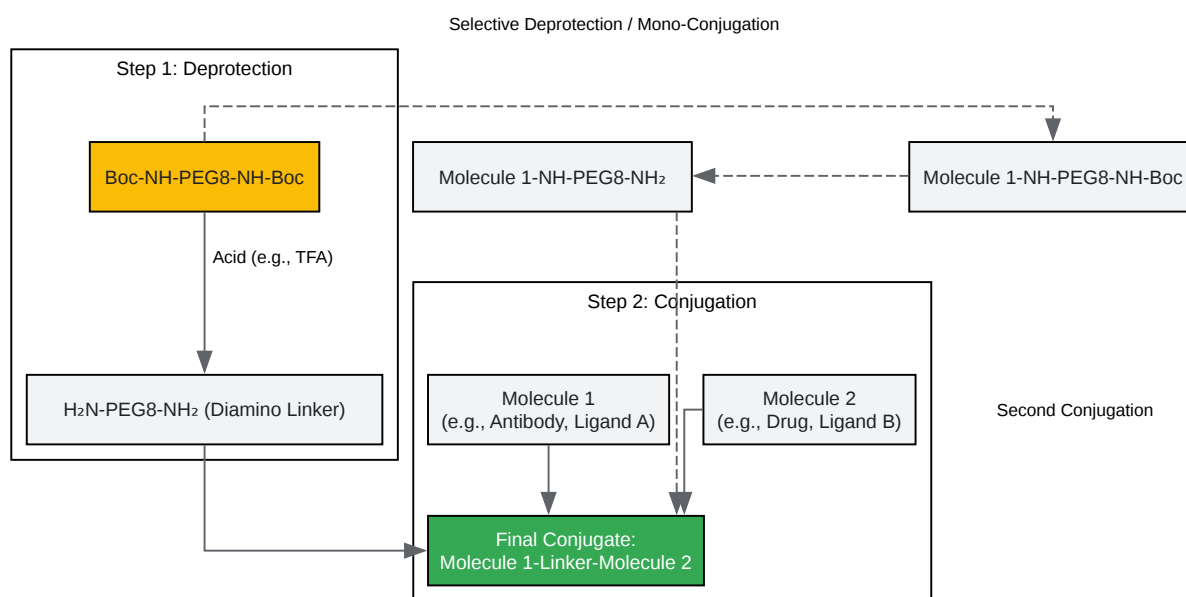 Selective Deprotection / Mono-Conjugation
Step 1: Deprotection
Boc-NH-PEG8-NH-Boc
Molecule 1-NH-PEG8-NH₂
Molecule 1-NH-PEG8-NH-Boc
Acid (e.g., TFA)
Step 2: Conjugation
H₂N-PEG8-NH₂ (Diamino Linker)
Molecule 1
(e.g., Antibody, Ligand A)
Molecule 2
(e.g., Drug, Ligand B)
Second Conjugation
Final Conjugate:
Molecule 1-Linker-Molecule 2